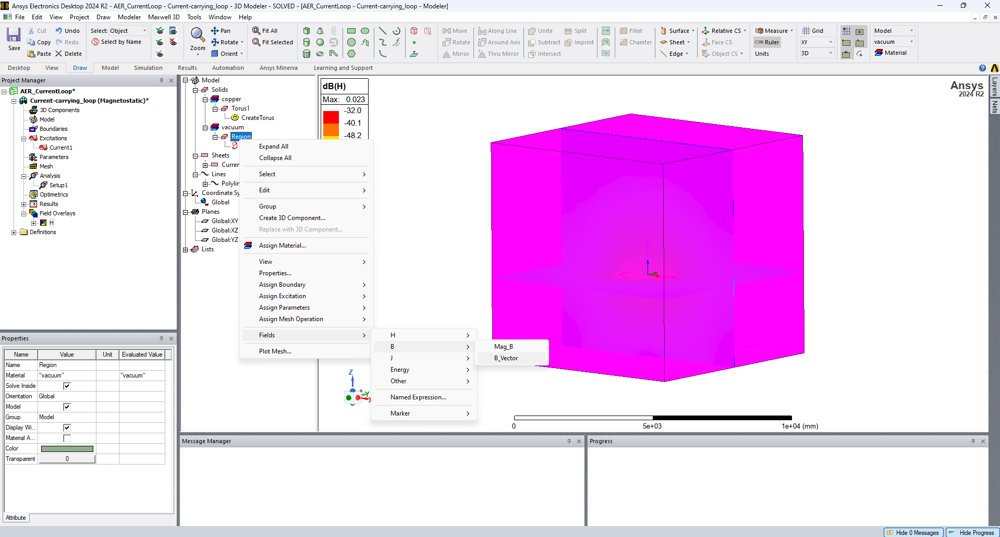 Ansys Electronics Desktop 2024 R2 - AER_CurrentLoop - Current-carrying_loop - 3D Modeler - SOLVED - [AER_CurrentLoop - Current-carrying_loop - Modeler]
File Edit View Project Draw Modeler Maxwell 3D Tools Window Help
Save
Cut Undo
Copy Redo
Paste Delete
Select: Object
Select by Name
Zoom
Pan
Rotate
Orient
Fit All
Fit Selected
Move Along Line Unite Split Fillet
Rotate Around Axis Subtract Imprint Chamfer
Mirror Thru Mirror Intersect
Surface Relative CS Measure Grid Model
Sheet Face CS Ruler XY vacuum
Edge Object CS Units 3D Material
Desktop View Draw Model Simulation Results Automation Ansys Minerva Learning and Support
Project Manager
AER_CurrentLoop*
Current-carrying_loop (Magnetostatic)*
3D Components
Model
Boundaries
Excitations
Current1
Parameters
Mesh
Analysis
Setup1
Optimetrics
Results
Field Overlays
H
Definitions
Properties
Name Value Unit Evaluated Value
Name Region
Material "vacuum" "vacuum"
Solve Inside
Orientation Global
Model
Group Model
Display Wi...
Material A...
Color
Transparent 0
Attribute
Model
Solids
copper
Torus1
CreateTorus
vacuum
Region
Sheets
Curren
Lines
Polylin
Coordinate Sy
Global
Planes
Global:XY
Global:XZ
Global:YZ
Lists
Expand All
Collapse All
Select
Edit
Group
Create 3D Component...
Replace with 3D Component...
Assign Material...
View
Properties...
Assign Boundary
Assign Excitation
Assign Parameters
Assign Mesh Operation
Fields
Plot Mesh...
H
B
J
Energy
Other
Named Expression...
Marker
Mag_B
B_Vector
dB(H)
Max: 0.023
-32.0
-40.1
-48.2
Ansys
2024 R2
Z
Y
0 5e+03 1e+04 (mm)
Layers
Nets
Message Manager
Progress
Hide 0 Messages Hide Progress